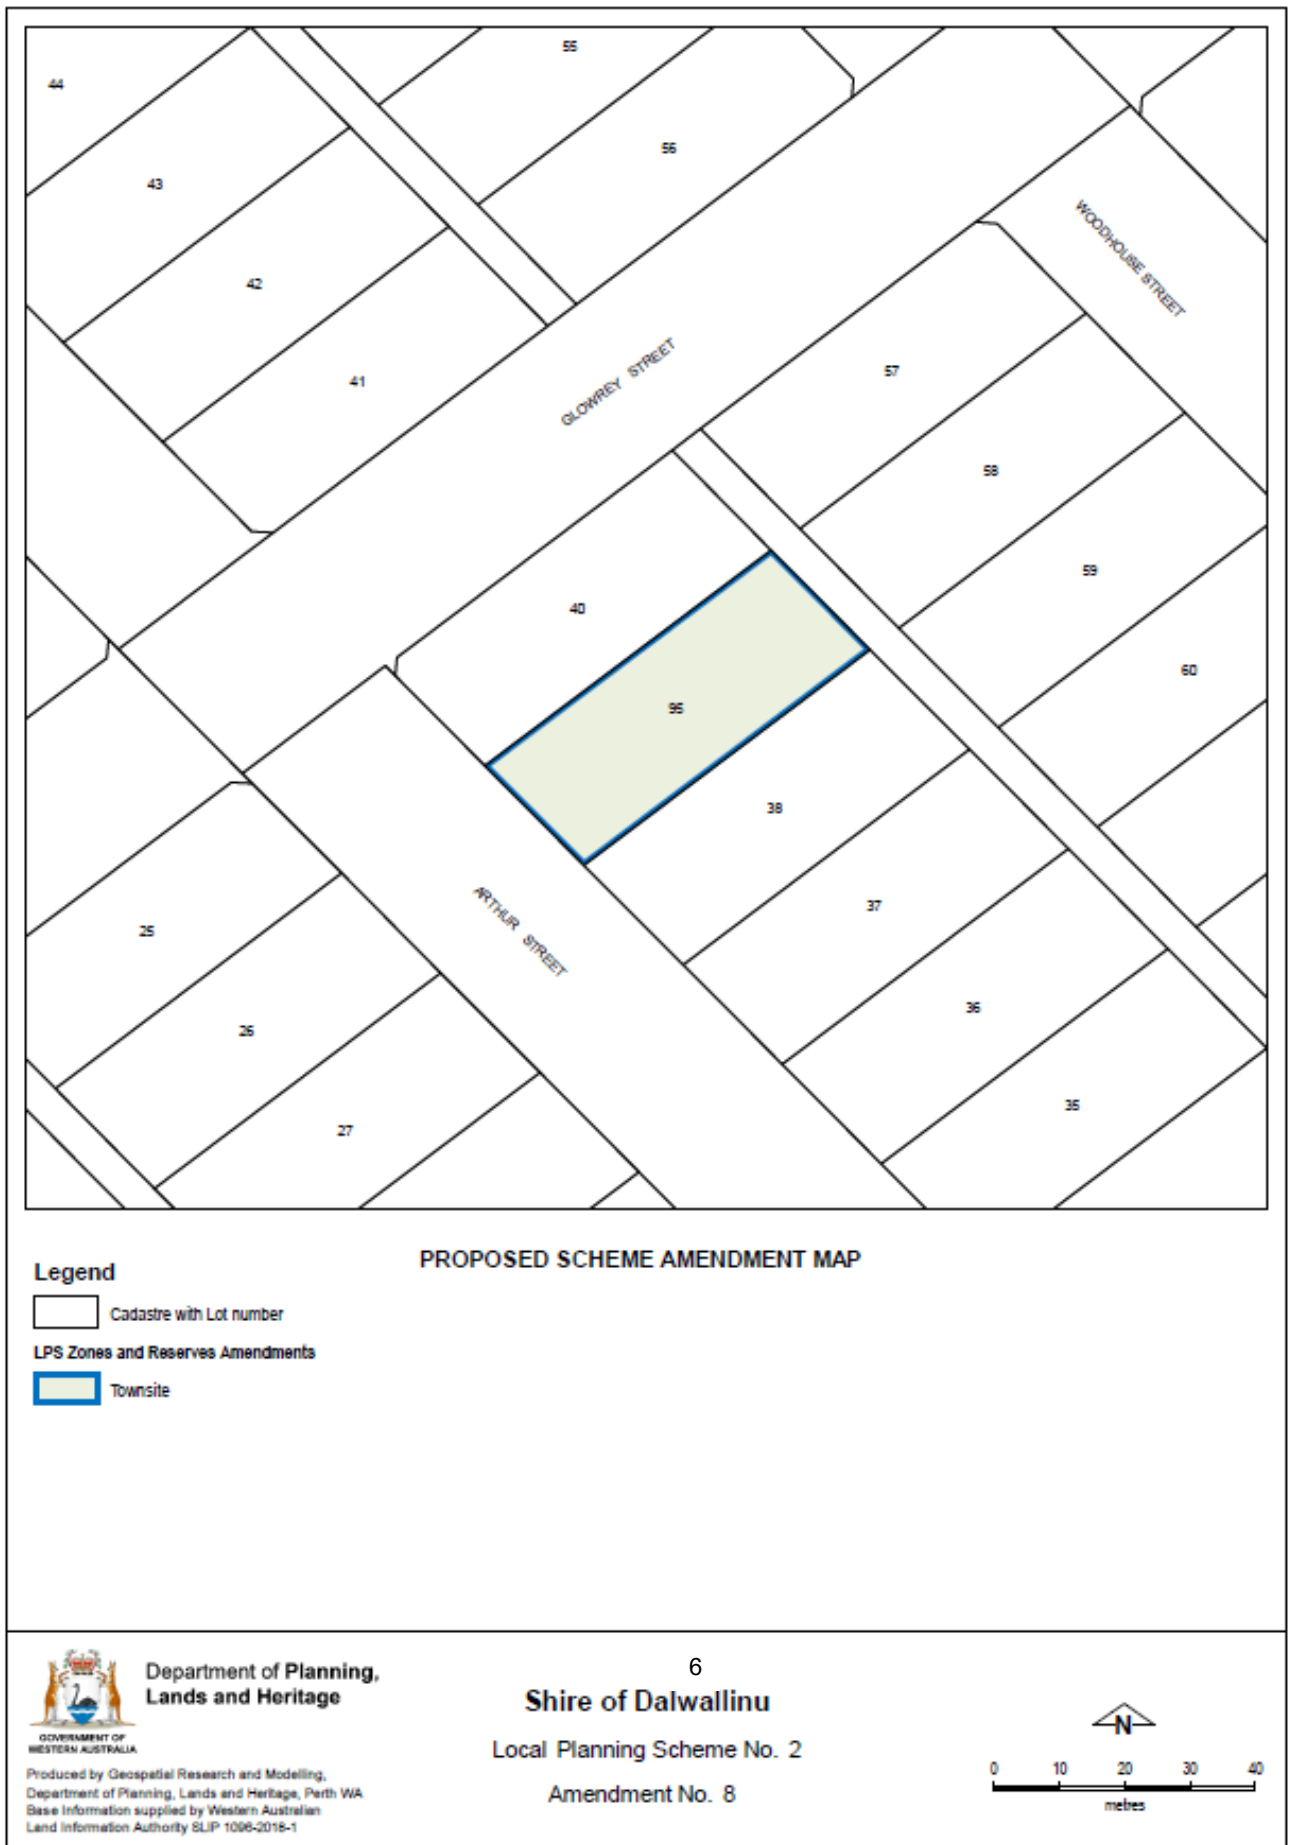 55
44
56
43
WOODHOUSE STREET
42
GLOWREY STREET
57
41
58
59
40
60
95
38
37
ARTHUR STREET
25
36
26
35
27
PROPOSED SCHEME AMENDMENT MAP
Legend
Cadastre with Lot number
LPS Zones and Reserves Amendments
Townsite
GOVERNMENT OF
WESTERN AUSTRALIA
Department of Planning,
Lands and Heritage
Produced by Geospatial Research and Modelling,
Department of Planning, Lands and Heritage, Perth WA
Base Information supplied by Western Australian
Land Information Authority SLIP 1096-2018-1
6
Shire of Dalwallinu
Local Planning Scheme No. 2
Amendment No. 8
N
0 10 20 30 40
metres